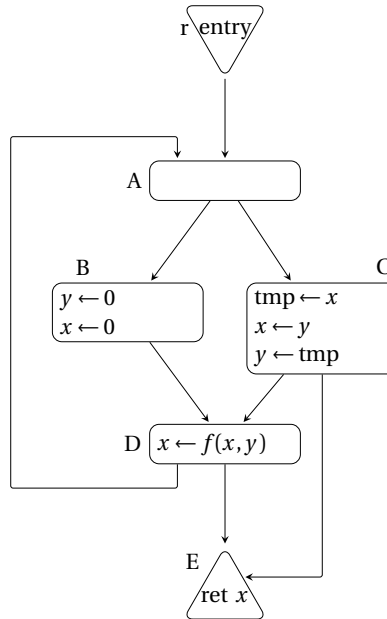 r entry
A
B
C
y ← 0
x ← 0
tmp ← x
x ← y
y ← tmp
D
x ← f(x, y)
E
ret x